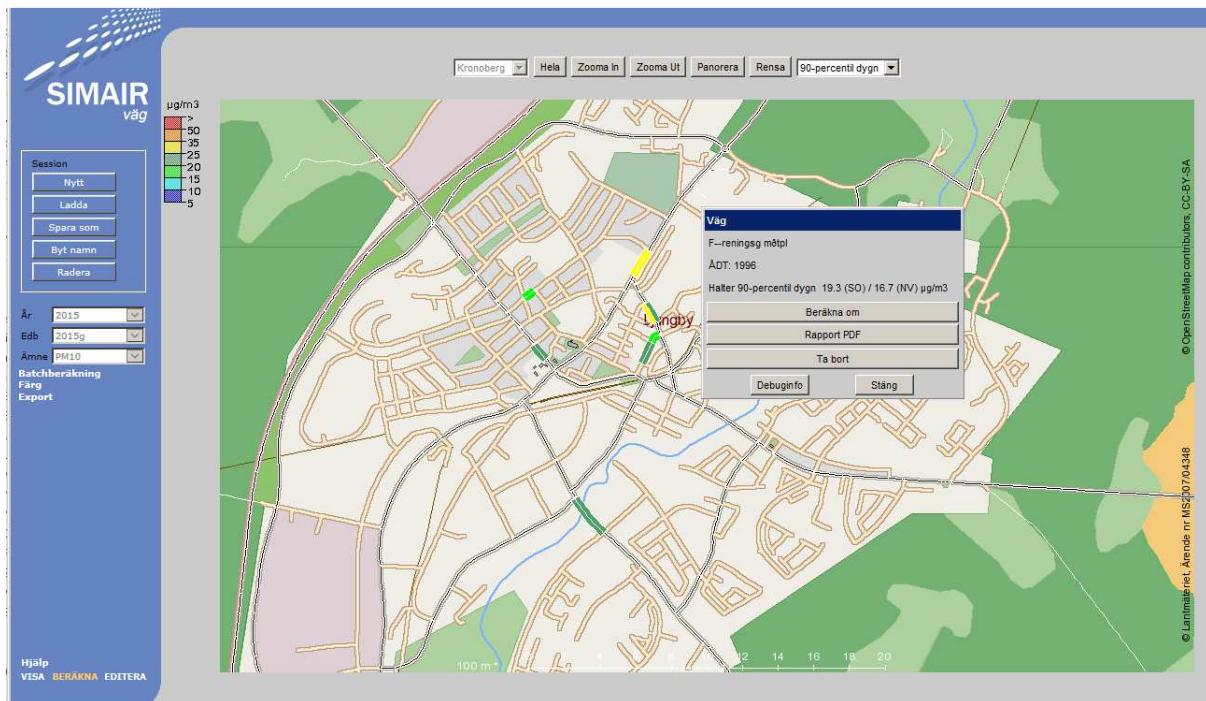 SIMAIR
väg
Session
Nytt
Ladda
Spara som
Byt namn
Radera
År 2015
Edb 2015g
Ämne PM10
Batchberäkning
Färg
Export
Hjälp
VISA BERÄKNA EDITERA
Kronoberg Hela Zooma In Zooma Ut Panorera Rensa 90-percentil dygn
µg/m3
>
50
35
25
20
15
10
5
Ljungby
Väg
F--reningsg môtpl
ÅDT: 1996
Halter 90-percentil dygn 19.3 (SO) / 16.7 (NV) µg/m3
Beräkna om
Rapport PDF
Ta bort
Debuginfo Stäng
© OpenStreetMap contributors, CC-BY-SA
© Lantmäteriet, Ärende nr MS2007/04348
100 m * 12 14 16 18 20